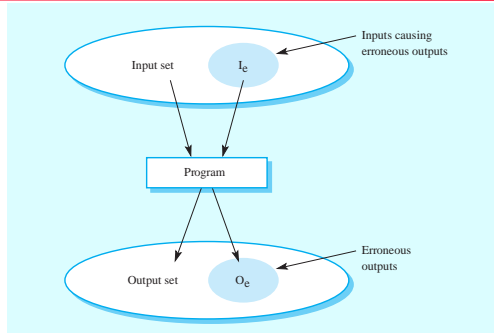 Inputs causing
erroneous outputs
Input set
Ie
Program
Erroneous
outputs
Output set
Oe